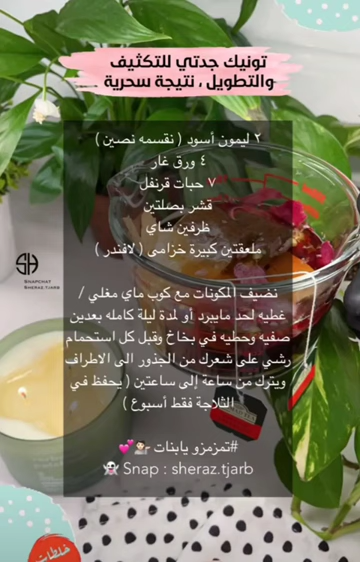 تونيك جدتي للتكثيف
والتطويل ، نتيجة سحرية
٢ ليمون أسود ( نقسمه نصين )
٤ ورق غار
٧ حبات قرنفل
قشر بصلتين
ظرفين شاي
ملعقتين كبيرة خزامى ( لافندر )
SH
SNAPCHAT
SHERAZ.TJARB
نضيف المكونات مع كوب ماي مغلي /
غطيه لحد مايبرد أو لمدة ليلة كامله بعدين
صفيه وحطيه في بخاخ وقبل كل استحمام
رشي على شعرك من الجذور الى الاطراف
ويترك من ساعة إلى ساعتين ( يحفظ في
الثلاجة فقط أسبوع )
#تمزمزو يابنات 💆🏻‍♀️💕
👻 Snap : sheraz.tjarb
خلطات